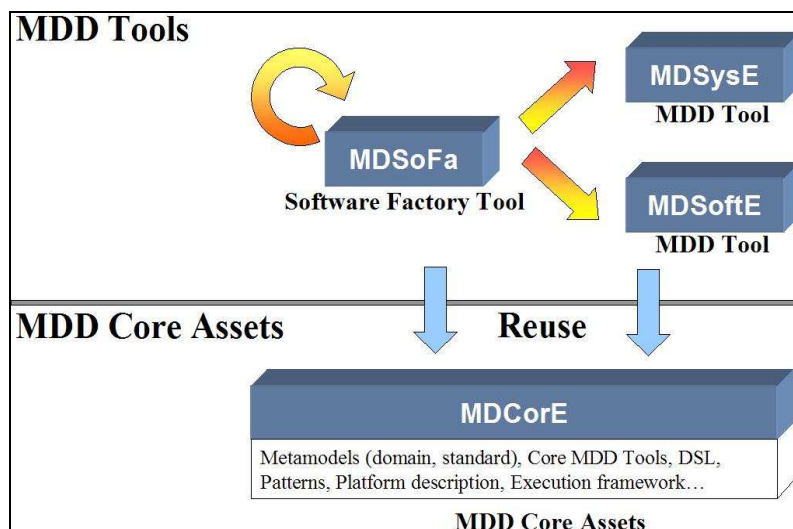 MDD Tools
MDSysE
MDD Tool
MDSoFa
Software Factory Tool
MDSoftE
MDD Tool
MDD Core Assets
Reuse
MDCorE
Metamodels (domain, standard), Core MDD Tools, DSL,
Patterns, Platform description, Execution framework…
MDD Core Assets